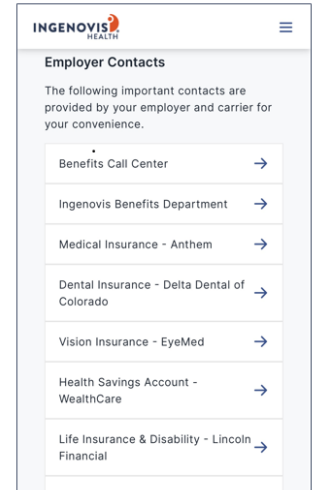 INGENOVIS
HEALTH
Employer Contacts
The following important contacts are
provided by your employer and carrier for
your convenience.
Benefits Call Center
Ingenovis Benefits Department
Medical Insurance - Anthem
Dental Insurance - Delta Dental of
Colorado
Vision Insurance - EyeMed
Health Savings Account -
WealthCare
Life Insurance & Disability - Lincoln
Financial